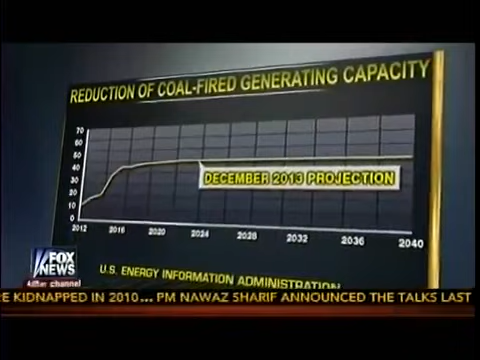 REDUCTION OF COAL-FIRED GENERATING CAPACITY
70
60
50
40
30
20
10
0
DECEMBER 2013 PROJECTION
2012 2016 2020 2024 2028 2032 2036 2040
U.S. ENERGY INFORMATION ADMINISTRATION
FOX
NEWS
channel
E KIDNAPPED IN 2010... PM NAWAZ SHARIF ANNOUNCED THE TALKS LAST